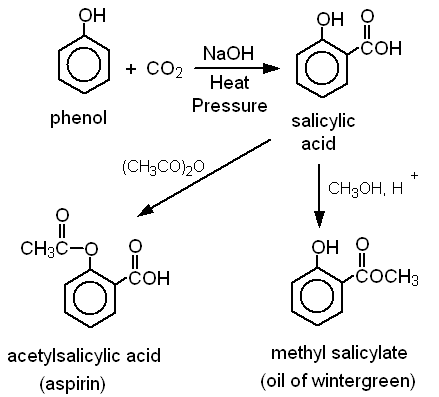 OH
O
OH
COH
+ CO2
NaOH
Heat
Pressure
phenol
salicylic
acid
(CH3CO)2O
CH3OH, H +
O
CH3C-O
O
COH
OH
O
COCH3
acetylsalicylic acid
(aspirin)
methyl salicylate
(oil of wintergreen)